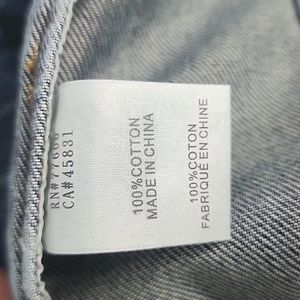 CA#45831
100%COTTON
MADE IN CHINA
100%COTON
FABRIQUÉ EN CHINE